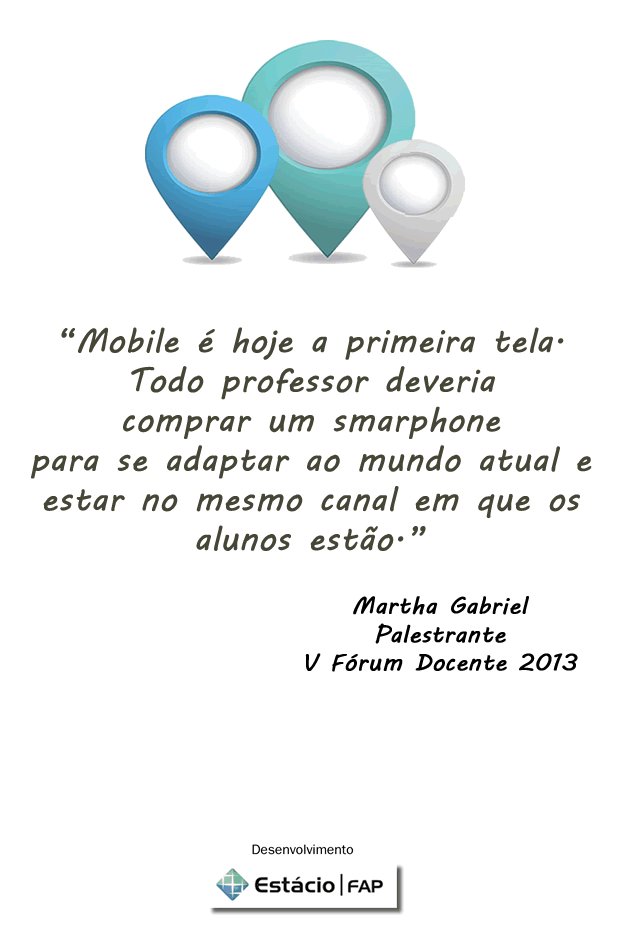 “Mobile é hoje a primeira tela.
Todo professor deveria
comprar um smarphone
para se adaptar ao mundo atual e
estar no mesmo canal em que os
alunos estão.”
Martha Gabriel
Palestrante
V Fórum Docente 2013
Desenvolvimento
Estácio | FAP